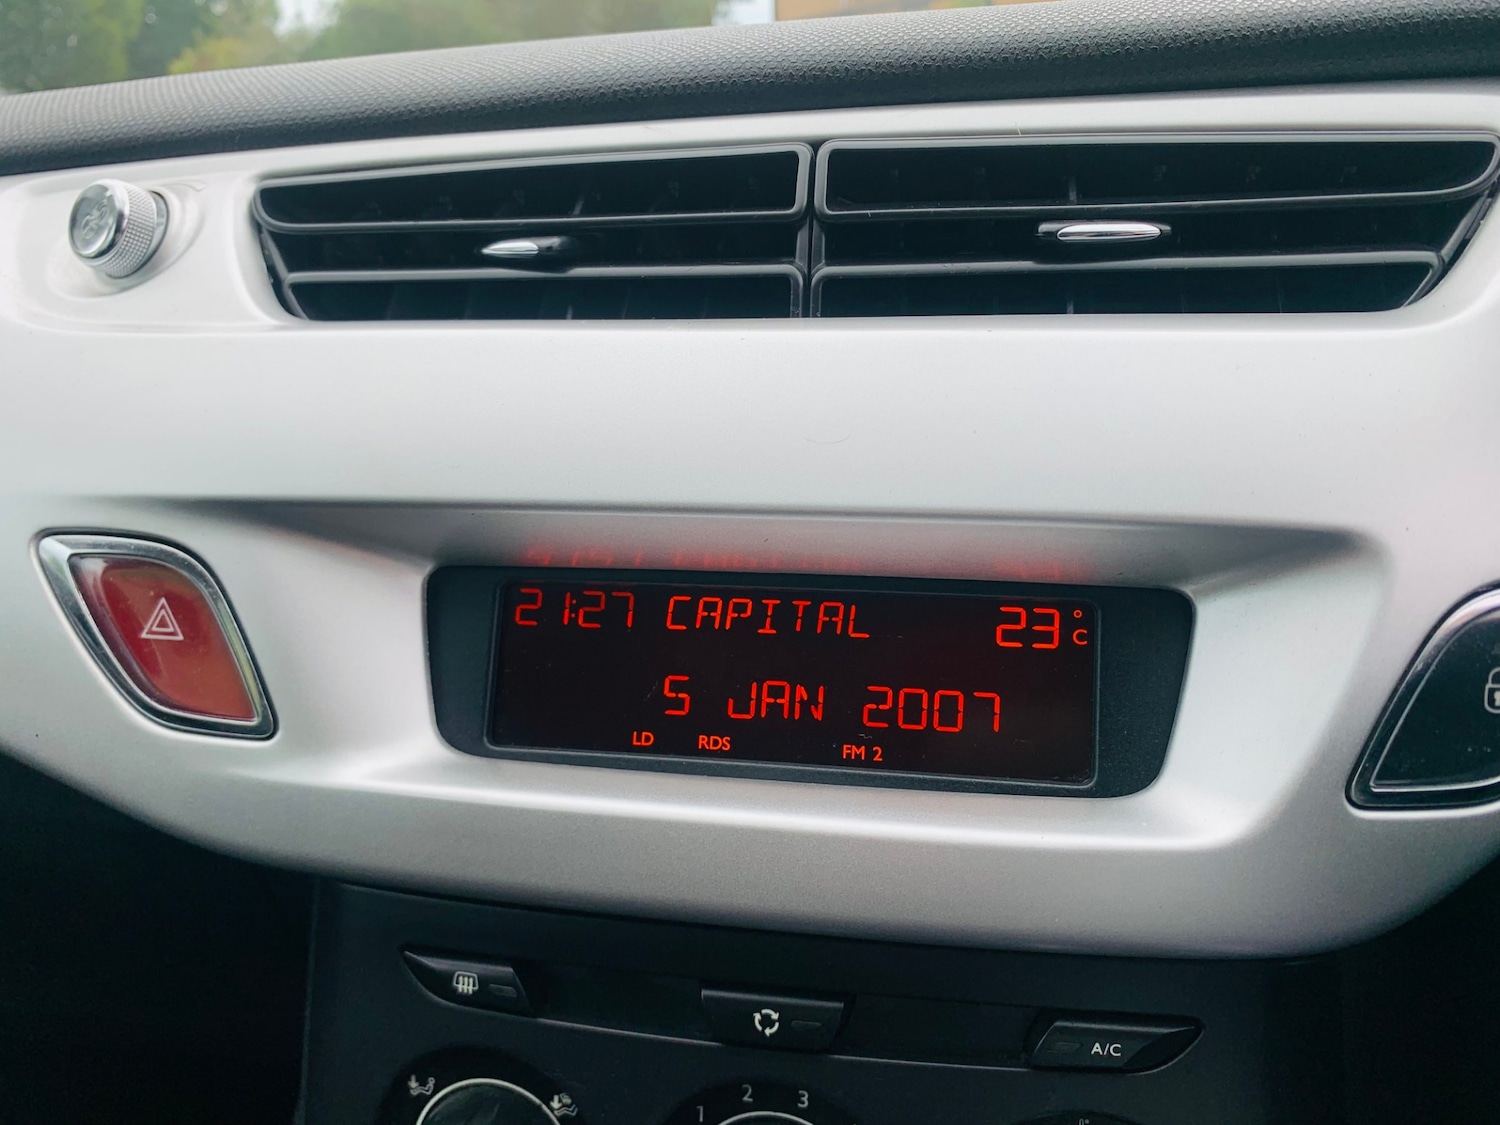 21:27 CAPITAL 23°C
5 JAN 2007
LD RDS FM 2
A/C
1 2 3